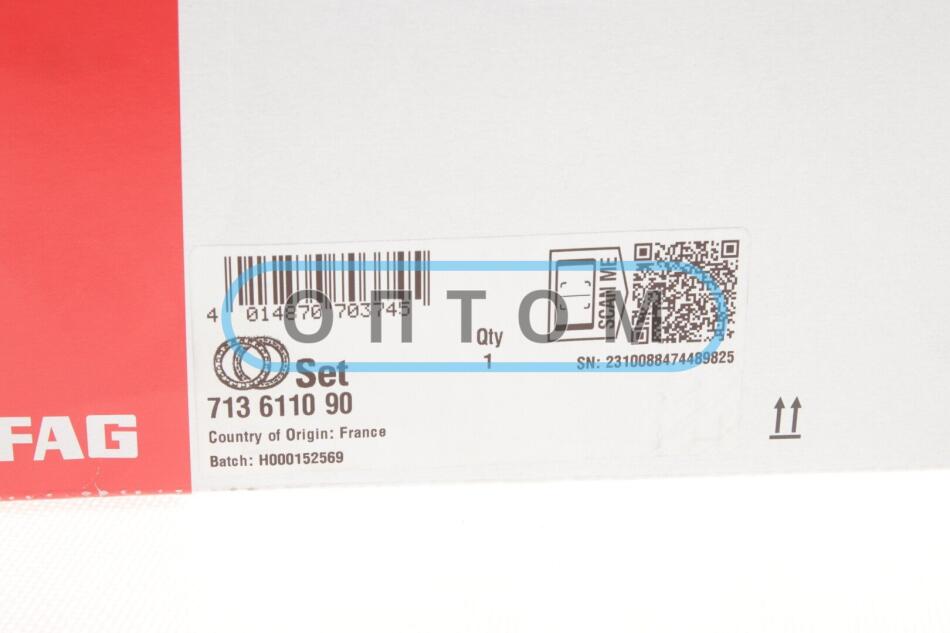 SCAN ME
4 014870 703745
ОПТОМ
Qty
Set 1
SN: 2310088474489825
713 6110 90
FAG
Country of Origin: France
Batch: H000152569